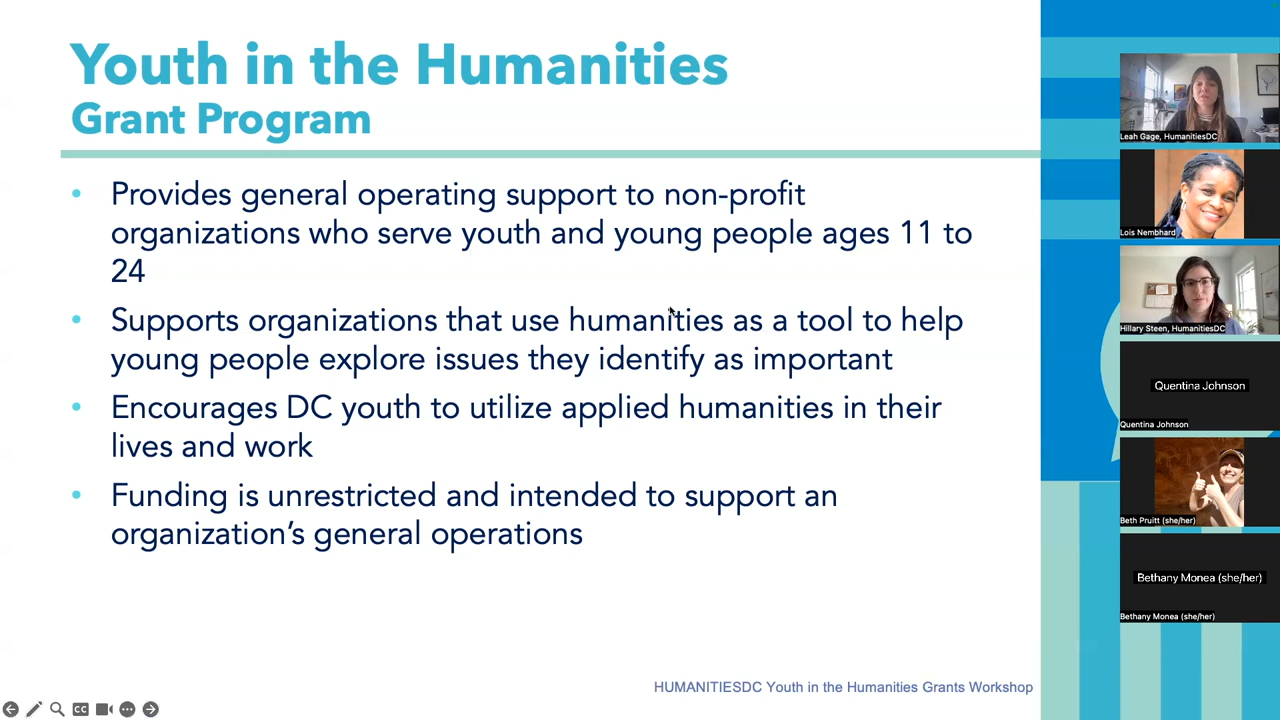 Youth in the Humanities
Grant Program
• Provides general operating support to non-profit
organizations who serve youth and young people ages 11 to
24
• Supports organizations that use humanities as a tool to help
young people explore issues they identify as important
• Encourages DC youth to utilize applied humanities in their
lives and work
• Funding is unrestricted and intended to support an
organization’s general operations
HUMANITIESDC Youth in the Humanities Grants Workshop
CC
Leah Gage, HumanitiesDC
Lois Nembhard
Hillary Steen, HumanitiesDC
Quentina Johnson
Quentina Johnson
Beth Pruitt (she/her)
Bethany Monea (she/her)
Bethany Monea (she/her)